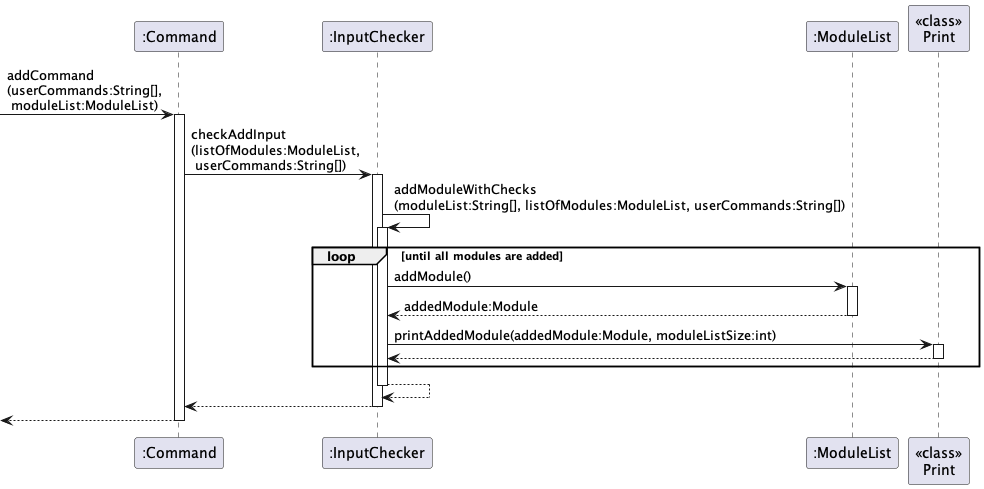 «class»
:Command
:InputChecker
:ModuleList
Print
addCommand
(userCommands:String[],
moduleList:ModuleList)
checkAddInput
(listOfModules:ModuleList,
userCommands:String[])
addModuleWithChecks
(moduleList:String[], listOfModules:ModuleList, userCommands:String[])
loop
[until all modules are added]
addModule()
addedModule:Module
printAddedModule(addedModule:Module, moduleListSize:int)
:Command
:InputChecker
:ModuleList
«class»
Print